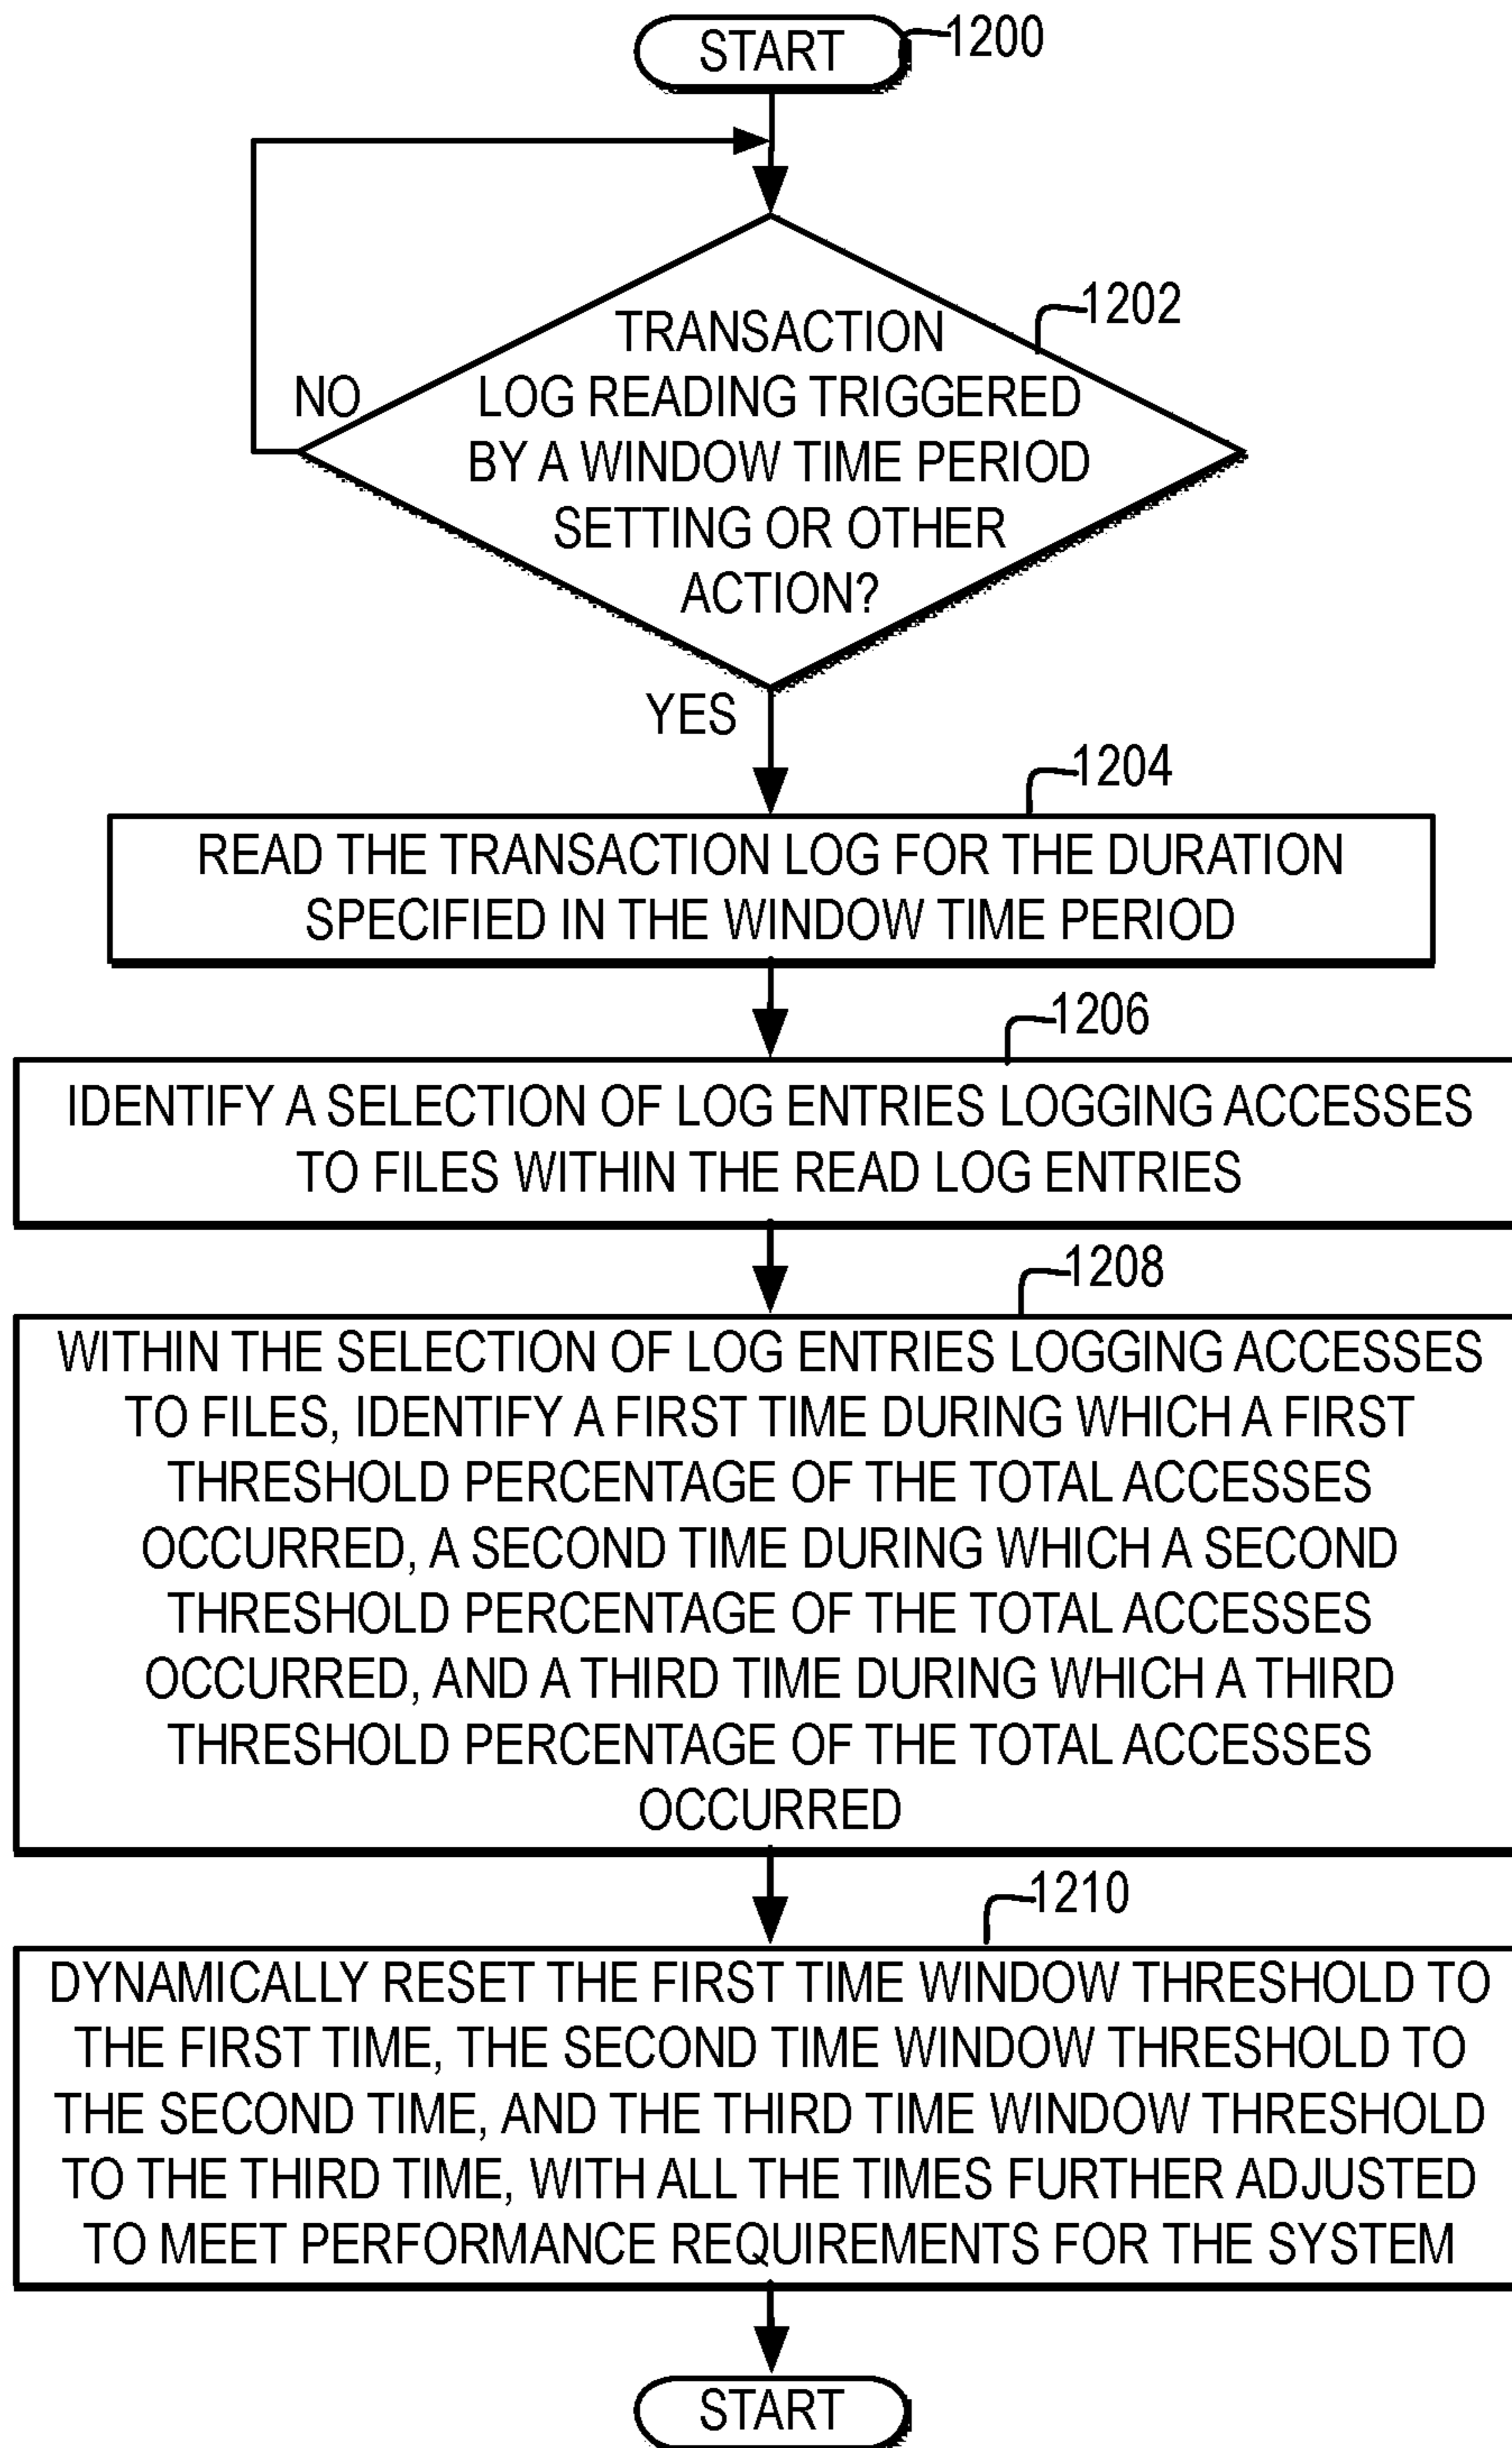 START
1200
1202
TRANSACTION
LOG READING TRIGGERED
BY A WINDOW TIME PERIOD
SETTING OR OTHER
ACTION?
NO
YES
1204
READ THE TRANSACTION LOG FOR THE DURATION
SPECIFIED IN THE WINDOW TIME PERIOD
1206
IDENTIFY A SELECTION OF LOG ENTRIES LOGGING ACCESSES
TO FILES WITHIN THE READ LOG ENTRIES
1208
WITHIN THE SELECTION OF LOG ENTRIES LOGGING ACCESSES
TO FILES, IDENTIFY A FIRST TIME DURING WHICH A FIRST
THRESHOLD PERCENTAGE OF THE TOTAL ACCESSES
OCCURRED, A SECOND TIME DURING WHICH A SECOND
THRESHOLD PERCENTAGE OF THE TOTAL ACCESSES
OCCURRED, AND A THIRD TIME DURING WHICH A THIRD
THRESHOLD PERCENTAGE OF THE TOTAL ACCESSES
OCCURRED
1210
DYNAMICALLY RESET THE FIRST TIME WINDOW THRESHOLD TO
THE FIRST TIME, THE SECOND TIME WINDOW THRESHOLD TO
THE SECOND TIME, AND THE THIRD TIME WINDOW THRESHOLD
TO THE THIRD TIME, WITH ALL THE TIMES FURTHER ADJUSTED
TO MEET PERFORMANCE REQUIREMENTS FOR THE SYSTEM
START